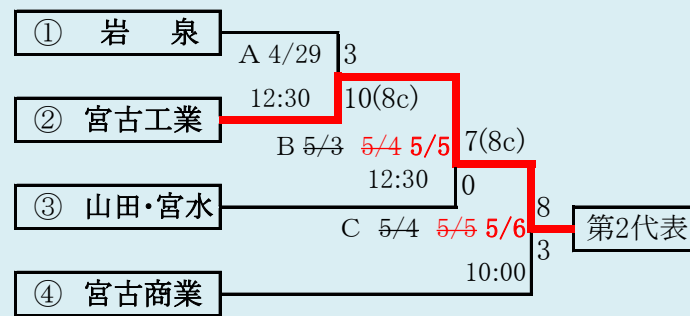 ① 岩 泉
A 4/29 3
12:30 10(8c)
② 宮古工業
B 5/3 5/4 5/5 7(8c)
12:30 0
③ 山田・宮水
8
C 5/4 5/5 5/6
第2代表
3
10:00
④ 宮古商業